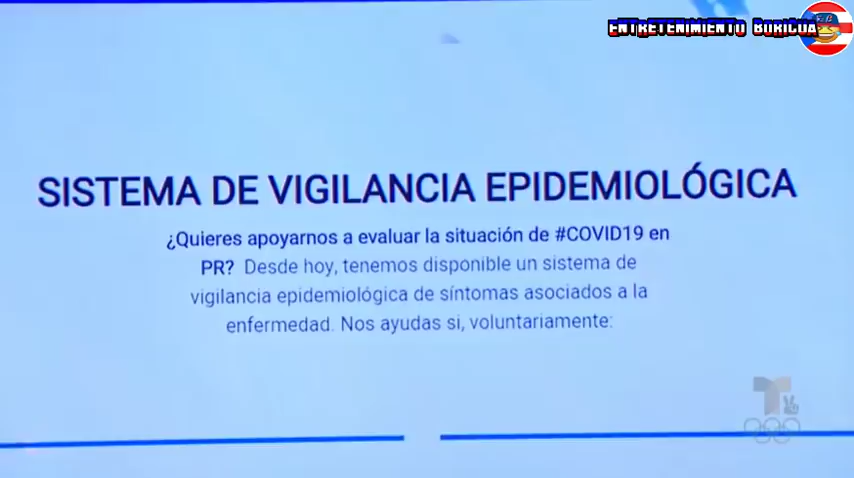 ENTRETENIMIENTO BORICUA
SISTEMA DE VIGILANCIA EPIDEMIOLÓGICA
¿Quieres apoyarnos a evaluar la situación de #COVID19 en
PR? Desde hoy, tenemos disponible un sistema de
vigilancia epidemiológica de síntomas asociados a la
enfermedad. Nos ayudas si, voluntariamente: